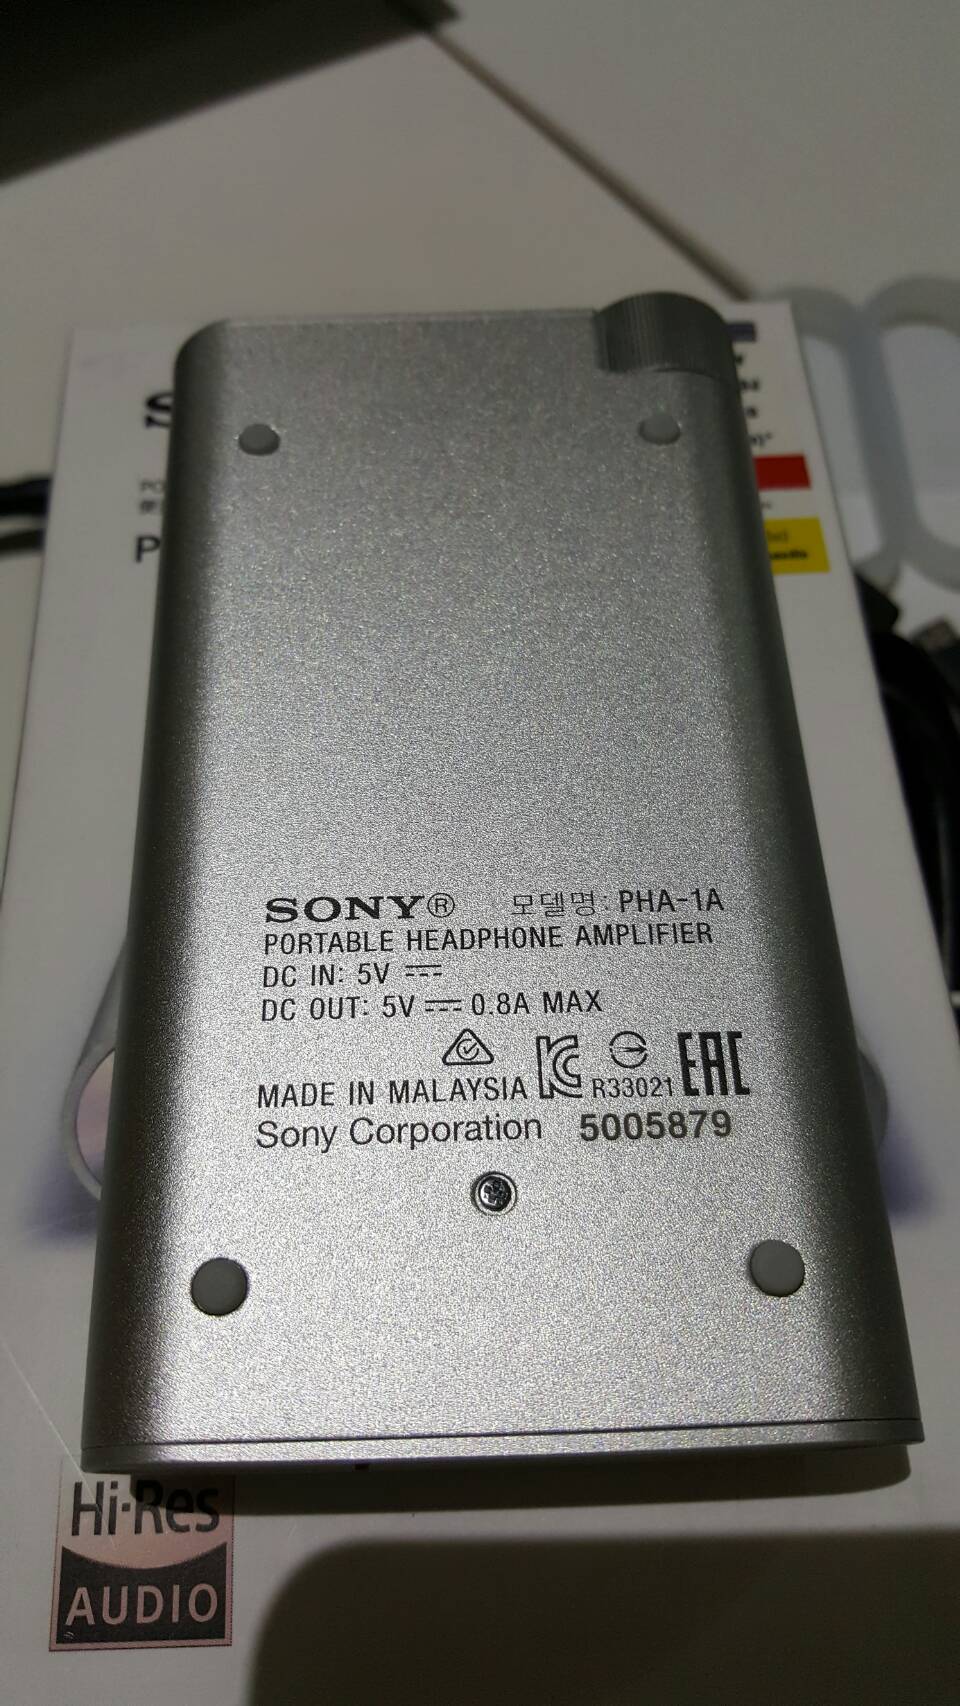 SONY® 모델명: PHA-1A
PORTABLE HEADPHONE AMPLIFIER
DC IN: 5V ⎓
DC OUT: 5V ⎓ 0.8A MAX
MADE IN MALAYSIA R33021 EAC
Sony Corporation 5005879
Hi-Res
AUDIO